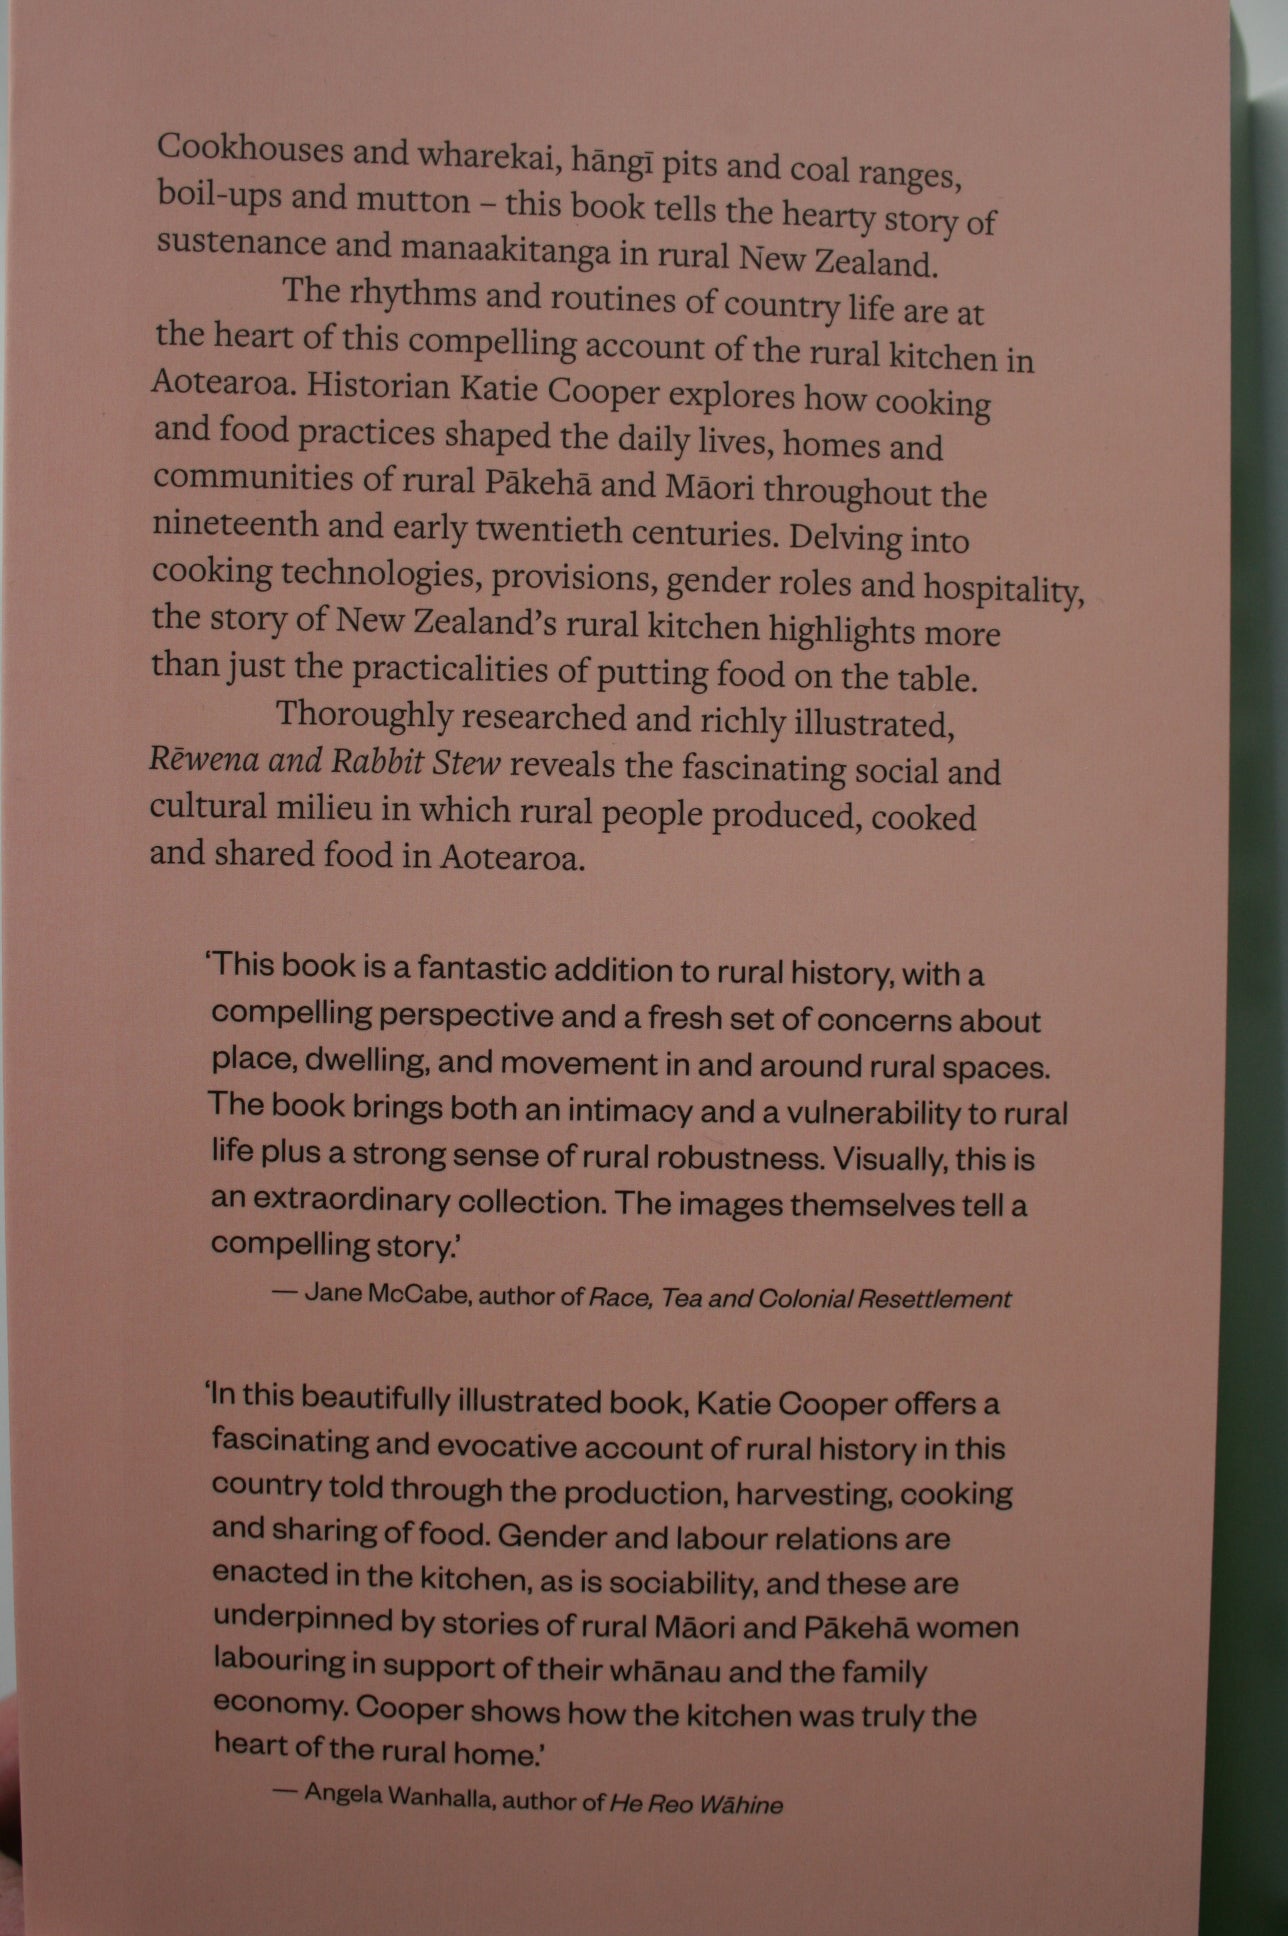 Cookhouses and wharekai, hāngī pits and coal ranges,
boil-ups and mutton – this book tells the hearty story of
sustenance and manaakitanga in rural New Zealand.
The rhythms and routines of country life are at
the heart of this compelling account of the rural kitchen in
Aotearoa. Historian Katie Cooper explores how cooking
and food practices shaped the daily lives, homes and
communities of rural Pākehā and Māori throughout the
nineteenth and early twentieth centuries. Delving into
cooking technologies, provisions, gender roles and hospitality,
the story of New Zealand’s rural kitchen highlights more
than just the practicalities of putting food on the table.
Thoroughly researched and richly illustrated,
Rēwena and Rabbit Stew reveals the fascinating social and
cultural milieu in which rural people produced, cooked
and shared food in Aotearoa.
‘This book is a fantastic addition to rural history, with a
compelling perspective and a fresh set of concerns about
place, dwelling, and movement in and around rural spaces.
The book brings both an intimacy and a vulnerability to rural
life plus a strong sense of rural robustness. Visually, this is
an extraordinary collection. The images themselves tell a
compelling story.’
— Jane McCabe, author of Race, Tea and Colonial Resettlement
‘In this beautifully illustrated book, Katie Cooper offers a
fascinating and evocative account of rural history in this
country told through the production, harvesting, cooking
and sharing of food. Gender and labour relations are
enacted in the kitchen, as is sociability, and these are
underpinned by stories of rural Māori and Pākehā women
labouring in support of their whānau and the family
economy. Cooper shows how the kitchen was truly the
heart of the rural home.’
— Angela Wanhalla, author of He Reo Wāhine